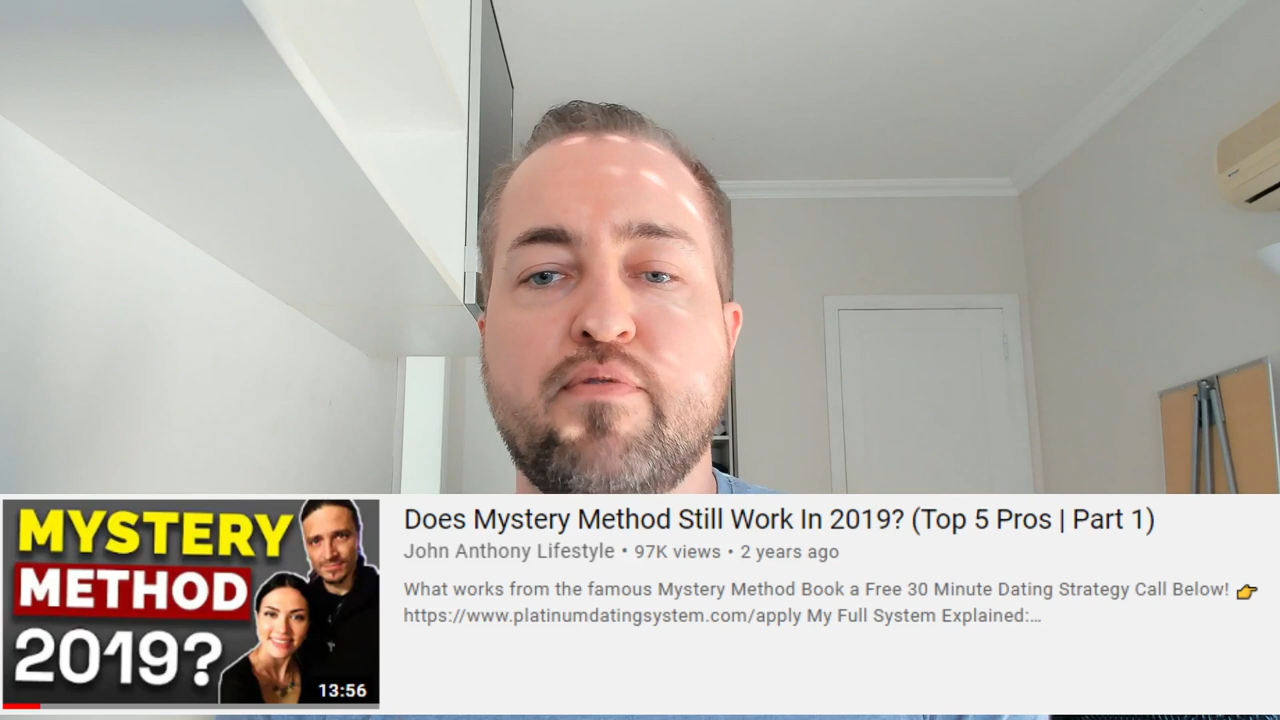 MYSTERY
METHOD
2019?
13:56
Does Mystery Method Still Work In 2019? (Top 5 Pros | Part 1)
John Anthony Lifestyle • 97K views • 2 years ago
What works from the famous Mystery Method Book a Free 30 Minute Dating Strategy Call Below! 👉
https://www.platinumdatingsystem.com/apply My Full System Explained:...